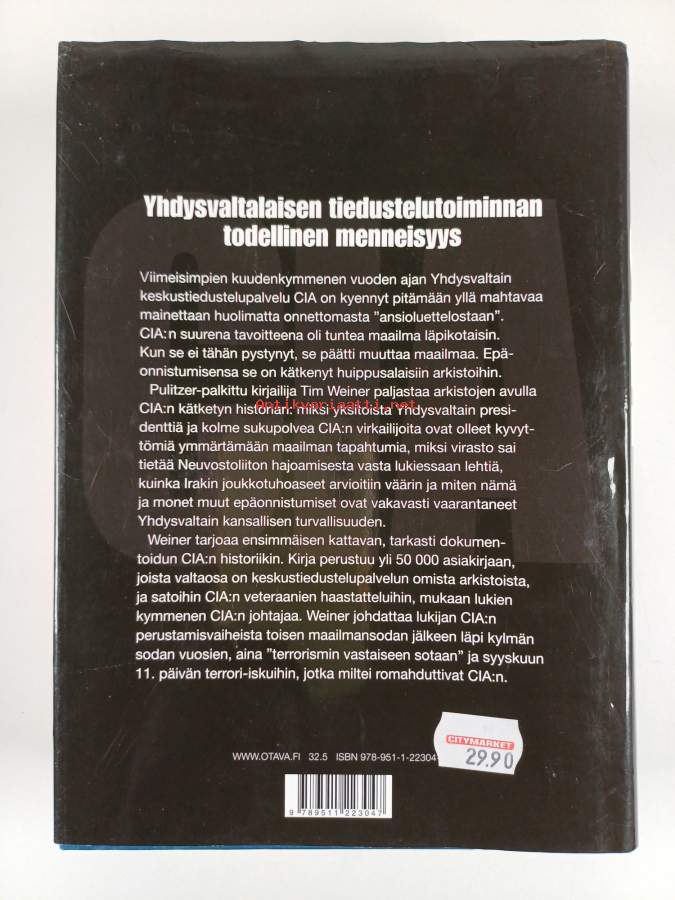 Yhdysvaltalaisen tiedustelutoiminnan
todellinen menneisyys
Viimeisimpien kuudenkymmenen vuoden ajan Yhdysvaltain
keskustiedustelupalvelu CIA on kyennyt pitämään yllä mahtavaa
mainettaan huolimatta onnettomasta "ansioluettelostaan".
CIA:n suurena tavoitteena oli tuntea maailma läpikotaisin.
Kun se ei tähän pystynyt, se päätti muuttaa maailmaa. Epä-
onnistumisensa se on kätkenyt huippusalaisiin arkistoihin.
Pulitzer-palkittu kirjailija Tim Weiner paljastaa arkistojen avulla
Antikvariaatti.net
CIA:n kätketyn historian: miksi yksitoista Yhdysvaltain presi-
denttiä ja kolme sukupolvea CIA:n virkailijoita ovat olleet kyvyt-
tömiä ymmärtämään maailman tapahtumia, miksi virasto sai
tietää Neuvostoliiton hajoamisesta vasta lukiessaan lehtiä,
kuinka Irakin joukkotuhoaseet arvioitiin väärin ja miten nämä
ja monet muut epäonnistumiset ovat vakavasti vaarantaneet
Yhdysvaltain kansallisen turvallisuuden.
Weiner tarjoaa ensimmäisen kattavan, tarkasti dokumen-
toidun CIA:n historiikin. Kirja perustuu yli 50 000 asiakirjaan,
joista valtaosa on keskustiedustelupalvelun omista arkistoista,
ja satoihin CIA:n veteraanien haastatteluihin, mukaan lukien
kymmenen CIA:n johtajaa. Weiner johdattaa lukijan CIA:n
perustamisvaiheista toisen maailmansodan jälkeen läpi kylmän
sodan vuosien, aina "terrorismin vastaiseen sotaan" ja syyskuun
11. päivän terrori-iskuihin, jotka miltei romahduttivat CIA:n.
CITYMARKET
29.90
WWW.OTAVA.FI 32.5 ISBN 978-951-1-22304-
9 789511 223047
CIA